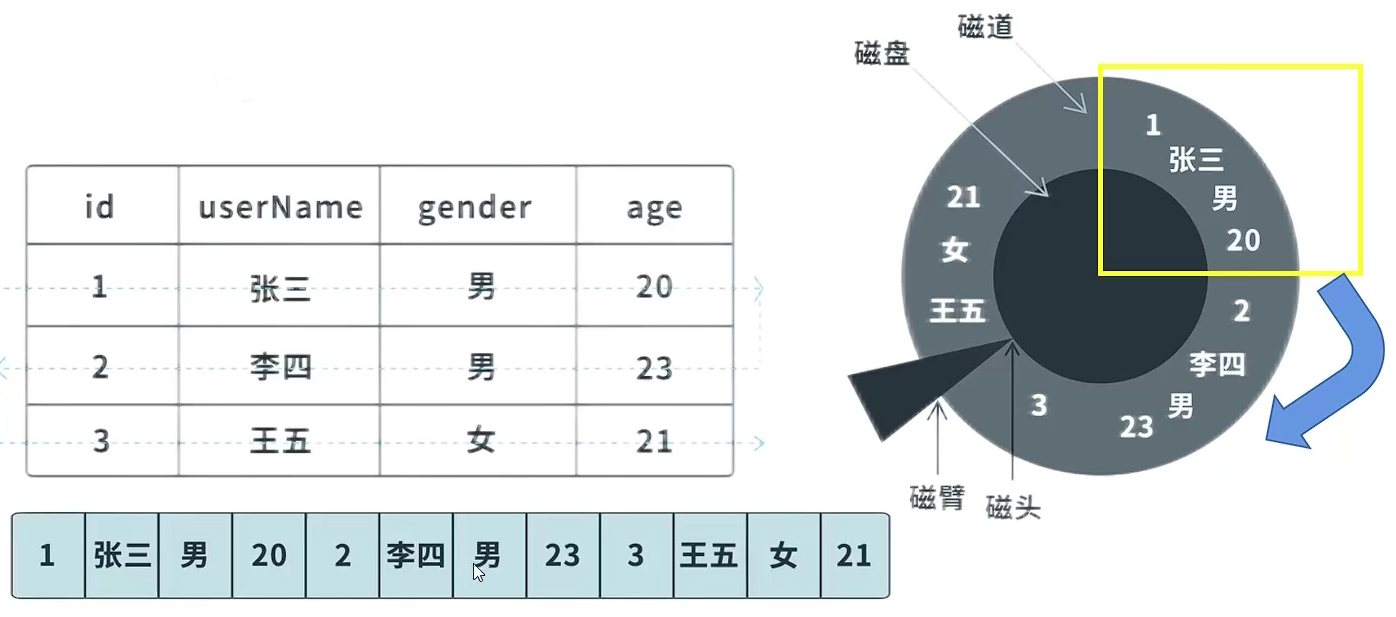 id userName gender age
1 张三 男 20
2 李四 男 23
3 王五 女 21
1 张三 男 20 2 李四 男 23 3 王五 女 21
磁道
磁盘
1
张三
男
20
2
李四
男
23
3
王五
女
21
磁臂
磁头